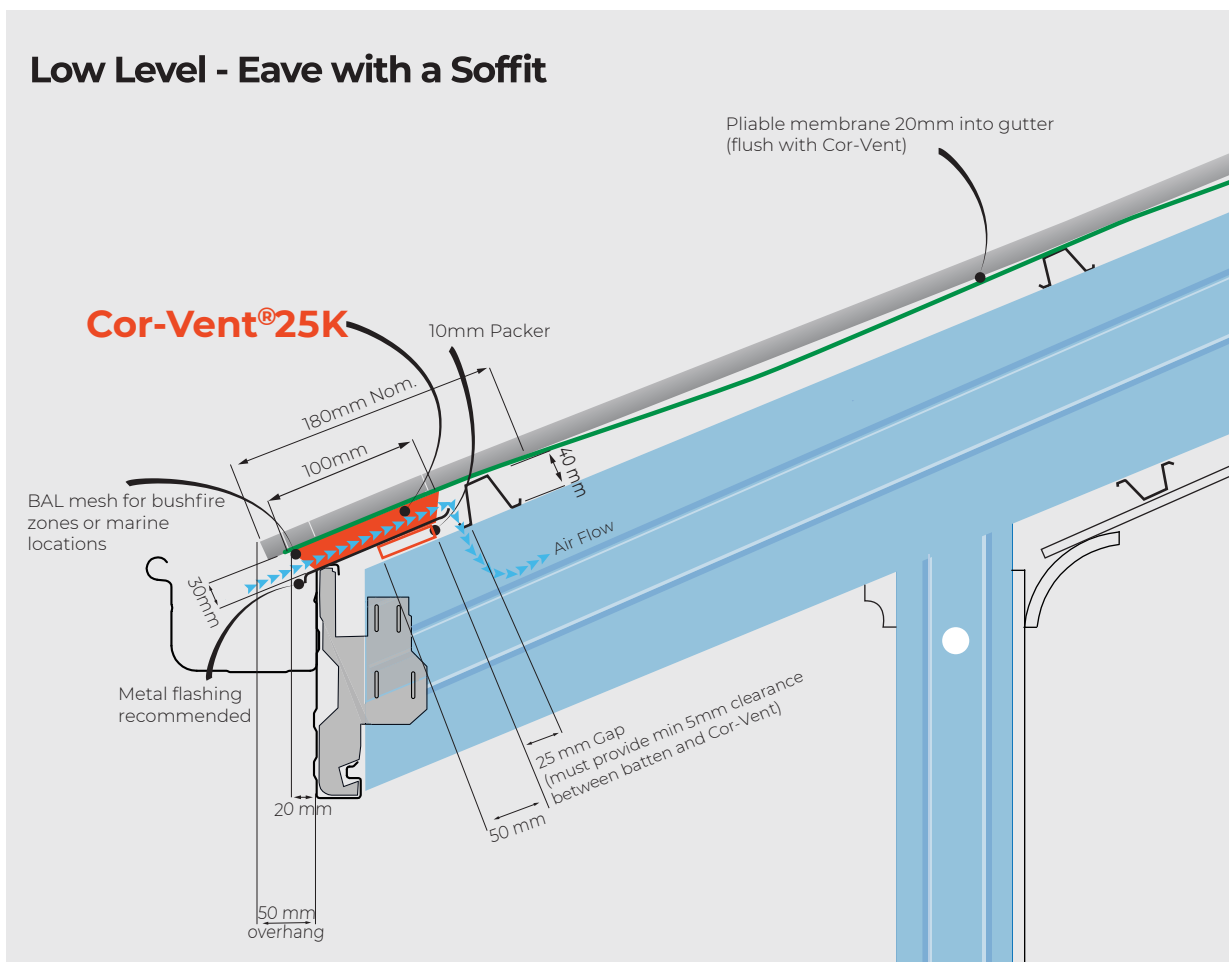 Low Level - Eave with a Soffit
Pliable membrane 20mm into gutter
(flush with Cor-Vent)
Cor-Vent®25K
10mm Packer
180mm Nom.
100mm
40 mm
BAL mesh for bushfire
zones or marine
locations
Air Flow
30mm
Metal flashing
recommended
25 mm Gap
(must provide min 5mm clearance
between batten and Cor-Vent)
20 mm
50 mm
50 mm
overhang